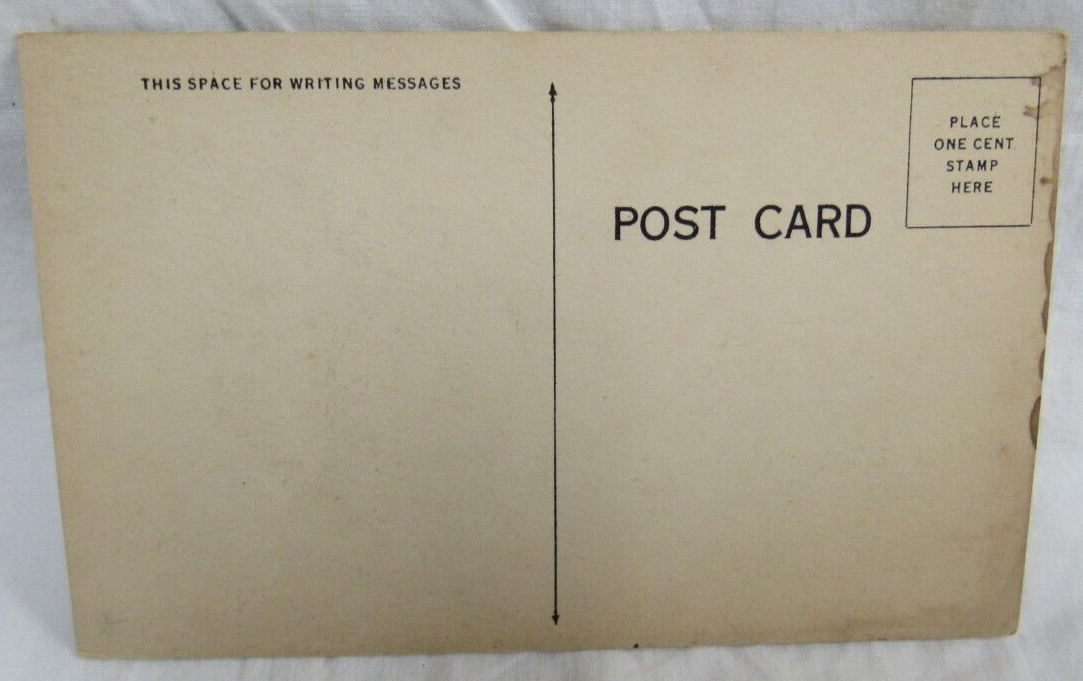 THIS SPACE FOR WRITING MESSAGES
POST CARD
PLACE
ONE CENT
STAMP
HERE